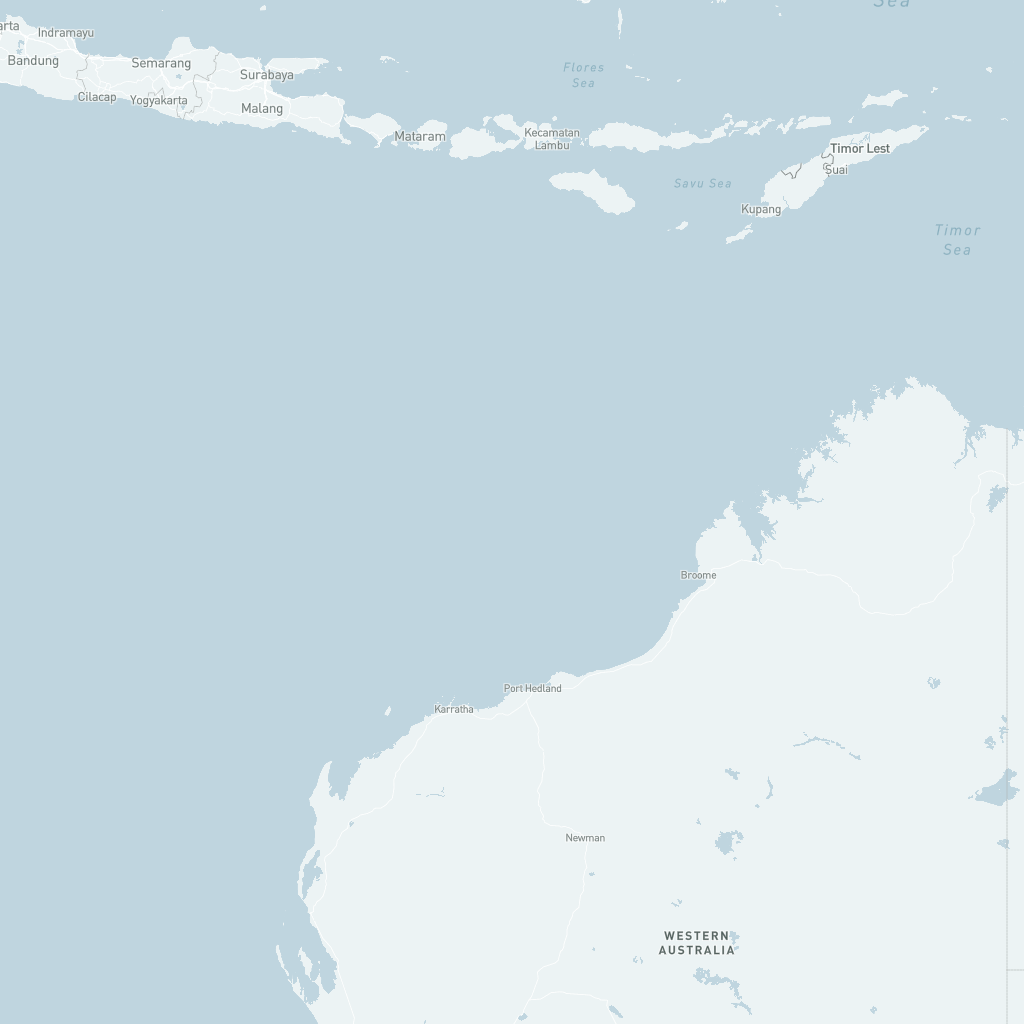 Sea
arta
Indramayu
Bandung
Semarang
Surabaya
Flores
Sea
Cilacap
Yogyakarta
Malang
Mataram
Kecamatan
Lambu
Timor Lest
Suai
Savu Sea
Kupang
Timor
Sea
Broome
Port Hedland
Karratha
Newman
WESTERN
AUSTRALIA